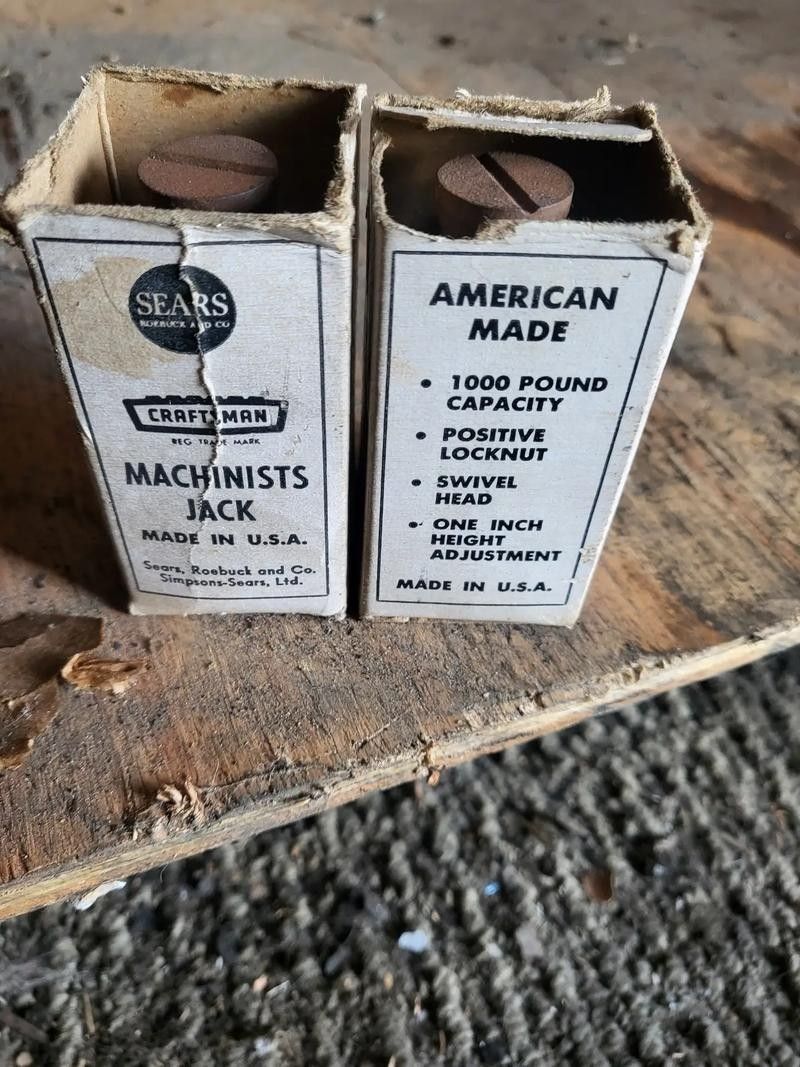 SEARS
ROEBUCK AND CO
CRAFTSMAN
REG TRADE MARK
MACHINISTS
JACK
MADE IN U.S.A.
Sears, Roebuck and Co.
Simpsons-Sears, Ltd.
AMERICAN
MADE
• 1000 POUND
CAPACITY
• POSITIVE
LOCKNUT
• SWIVEL
HEAD
• ONE INCH
HEIGHT
ADJUSTMENT
MADE IN U.S.A.